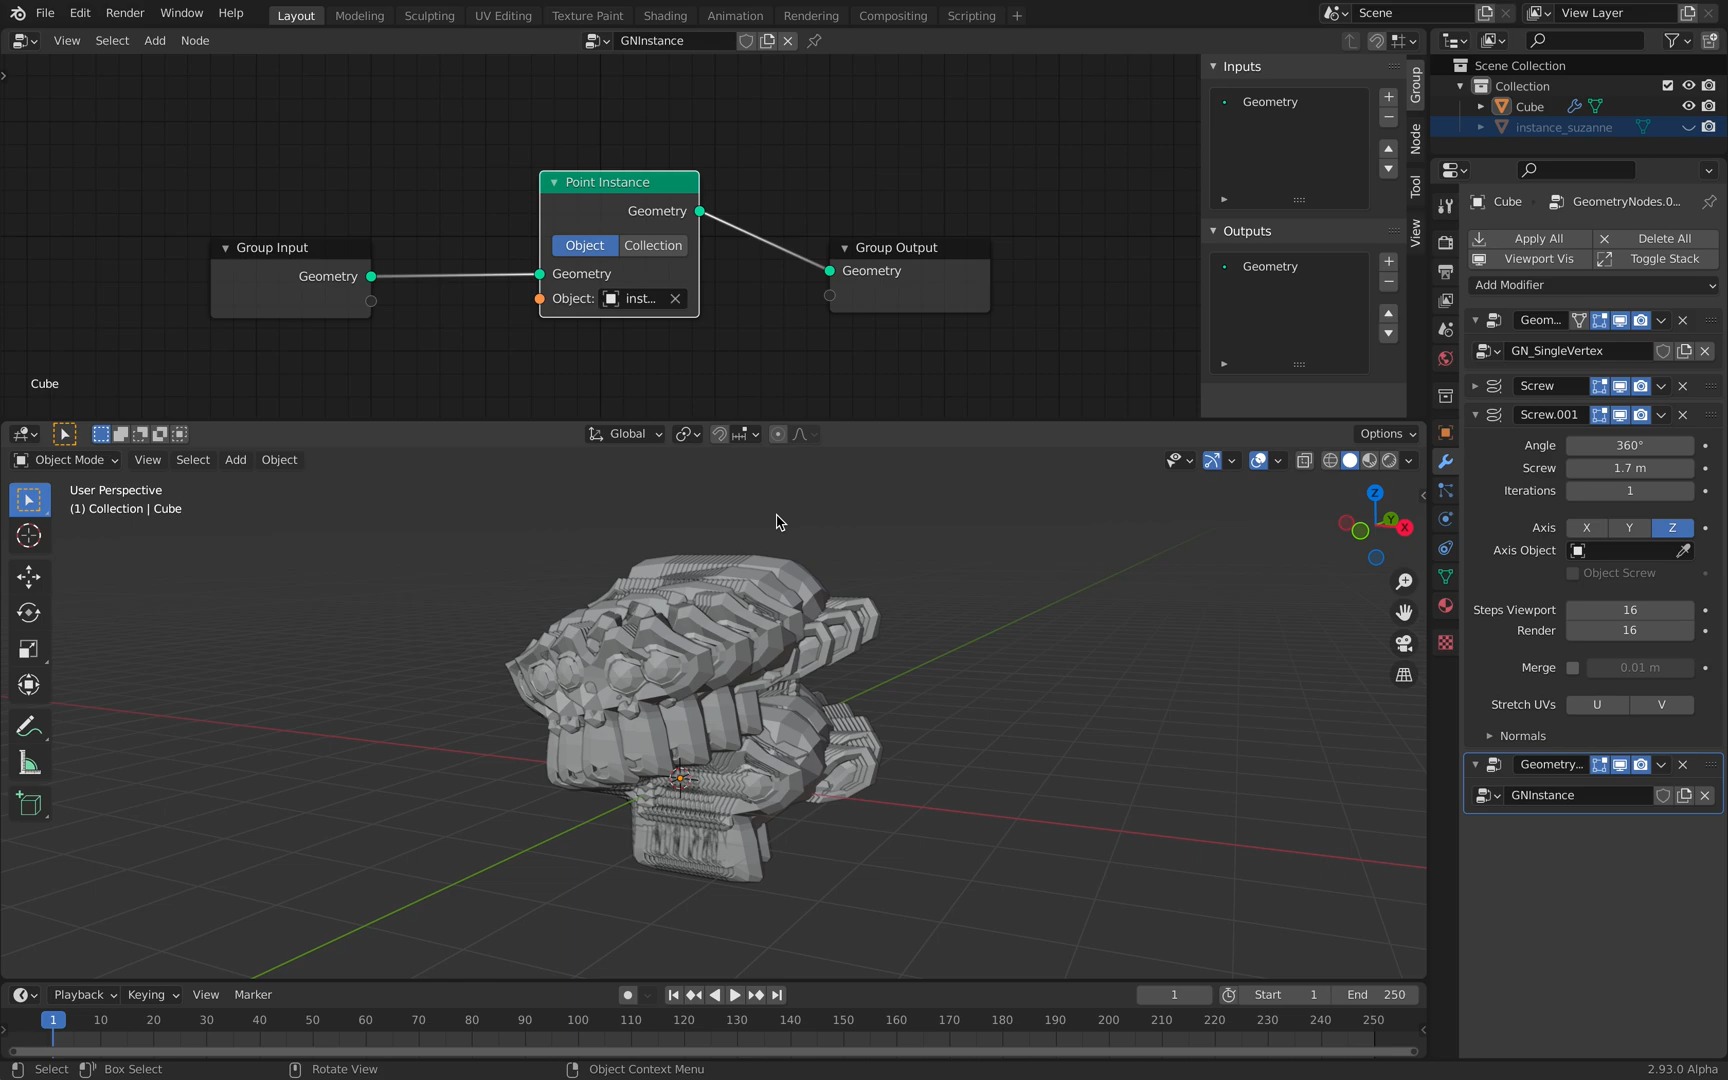 File Edit Render Window Help Layout Modeling Sculpting UV Editing Texture Paint Shading Animation Rendering Compositing Scripting + Scene View Layer
View Select Add Node GNInstance
Scene Collection
Collection
Cube
instance_suzanne
Inputs
Geometry
Outputs
Geometry
Group
Node
Tool
View
Point Instance
Geometry
Object Collection
Geometry
Object: inst...
Group Input
Geometry
Group Output
Geometry
Cube
Cube GeometryNodes.0...
Apply All Delete All
Viewport Vis Toggle Stack
Add Modifier
Geom...
GN_SingleVertex
Screw
Screw.001
Angle 360°
Screw 1.7 m
Iterations 1
Axis X Y Z
Axis Object
Object Screw
Steps Viewport 16
Render 16
Merge 0.01 m
Stretch UVs U V
Normals
Geometry...
GNInstance
Global Options
Object Mode View Select Add Object
User Perspective
(1) Collection | Cube
Z
Y
X
Playback Keying View Marker 1 Start 1 End 250
1 10 20 30 40 50 60 70 80 90 100 110 120 130 140 150 160 170 180 190 200 210 220 230 240 250
Select Box Select Rotate View Object Context Menu 2.93.0 Alpha